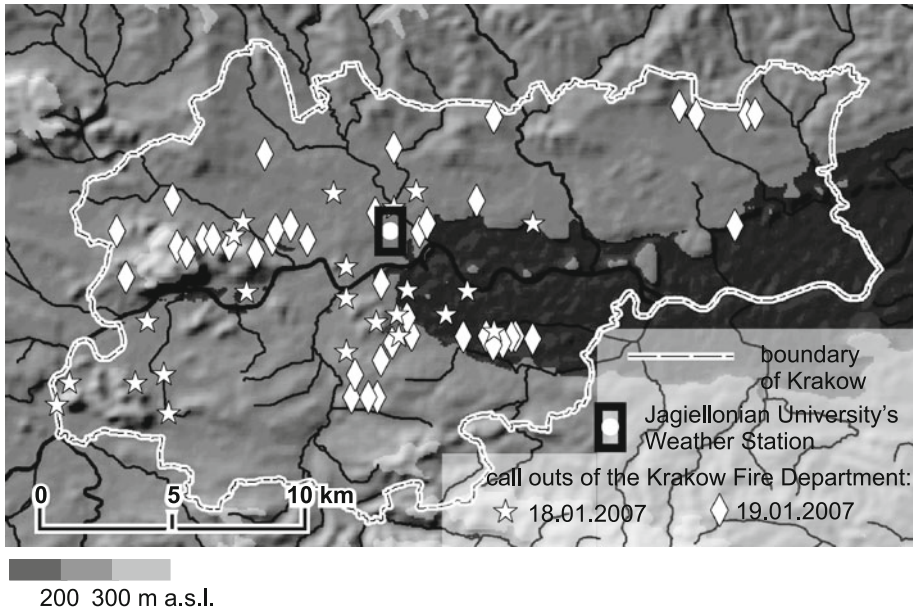 boundary
of Krakow
Jagiellonian University's
Weather Station
call outs of the Krakow Fire Department:
18.01.2007 19.01.2007
0 5 10 km
200 300 m a.s.l.